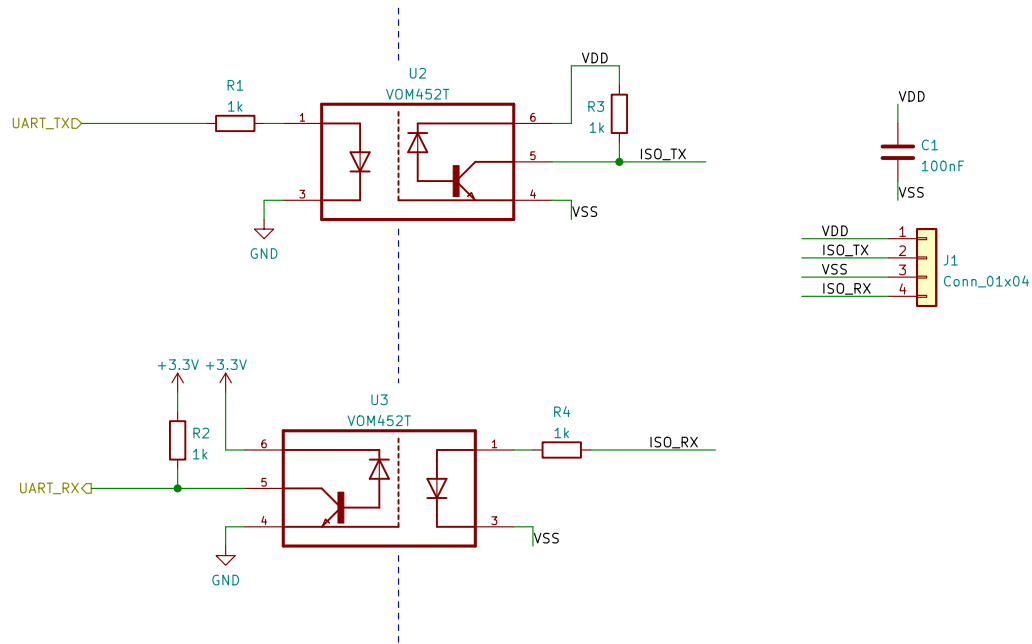 U2
VOM452T
R1
1k
UART_TX
1
3
GND
6
5
4
VDD
R3
1k
ISO_TX
VSS
VDD
C1
100nF
VSS
VDD 1
ISO_TX 2
VSS 3
ISO_RX 4
J1
Conn_01x04
+3.3V +3.3V
R2
1k
UART_RX
U3
VOM452T
6
5
4
GND
1
3
R4
1k
ISO_RX
VSS